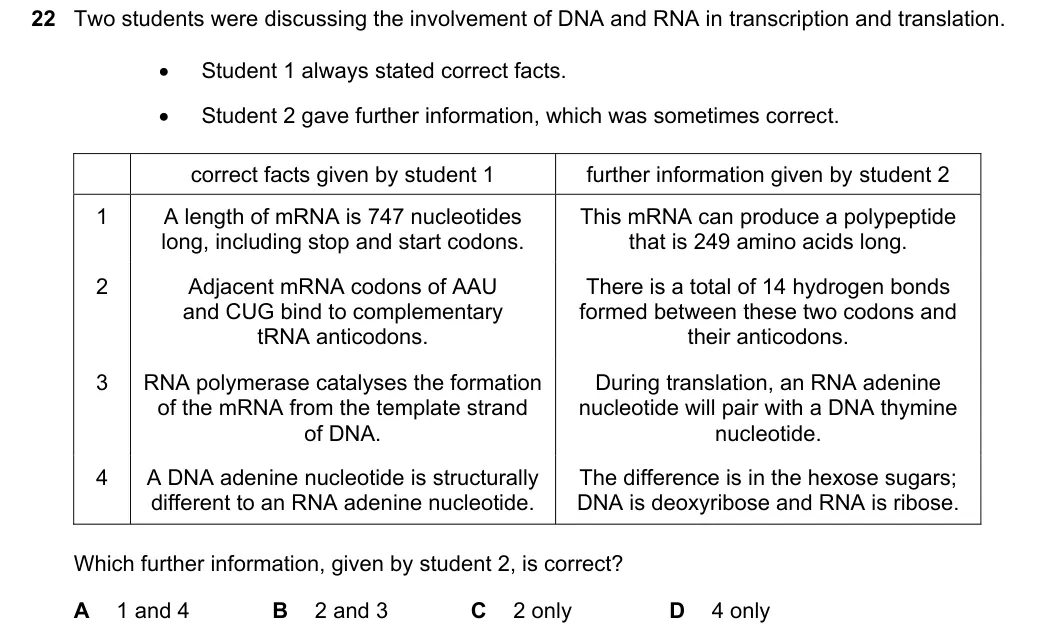 22 Two students were discussing the involvement of DNA and RNA in transcription and translation.
• Student 1 always stated correct facts.
• Student 2 gave further information, which was sometimes correct.
correct facts given by student 1 further information given by student 2
1 A length of mRNA is 747 nucleotides This mRNA can produce a polypeptide
long, including stop and start codons. that is 249 amino acids long.
2 Adjacent mRNA codons of AAU There is a total of 14 hydrogen bonds
and CUG bind to complementary formed between these two codons and
tRNA anticodons. their anticodons.
3 RNA polymerase catalyses the formation During translation, an RNA adenine
of the mRNA from the template strand nucleotide will pair with a DNA thymine
of DNA. nucleotide.
4 A DNA adenine nucleotide is structurally The difference is in the hexose sugars;
different to an RNA adenine nucleotide. DNA is deoxyribose and RNA is ribose.
Which further information, given by student 2, is correct?
A 1 and 4 B 2 and 3 C 2 only D 4 only